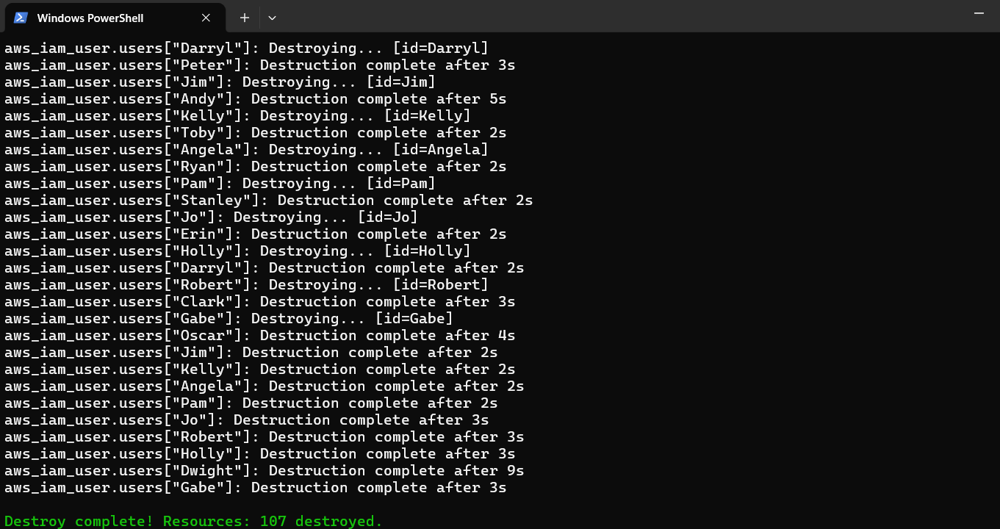 Windows PowerShell
aws_iam_user.users["Darryl"]: Destroying... [id=Darryl]
aws_iam_user.users["Peter"]: Destruction complete after 3s
aws_iam_user.users["Jim"]: Destroying... [id=Jim]
aws_iam_user.users["Andy"]: Destruction complete after 5s
aws_iam_user.users["Kelly"]: Destroying... [id=Kelly]
aws_iam_user.users["Toby"]: Destruction complete after 2s
aws_iam_user.users["Angela"]: Destroying... [id=Angela]
aws_iam_user.users["Ryan"]: Destruction complete after 2s
aws_iam_user.users["Pam"]: Destroying... [id=Pam]
aws_iam_user.users["Stanley"]: Destruction complete after 2s
aws_iam_user.users["Jo"]: Destroying... [id=Jo]
aws_iam_user.users["Erin"]: Destruction complete after 2s
aws_iam_user.users["Holly"]: Destroying... [id=Holly]
aws_iam_user.users["Darryl"]: Destruction complete after 2s
aws_iam_user.users["Robert"]: Destroying... [id=Robert]
aws_iam_user.users["Clark"]: Destruction complete after 3s
aws_iam_user.users["Gabe"]: Destroying... [id=Gabe]
aws_iam_user.users["Oscar"]: Destruction complete after 4s
aws_iam_user.users["Jim"]: Destruction complete after 2s
aws_iam_user.users["Kelly"]: Destruction complete after 2s
aws_iam_user.users["Angela"]: Destruction complete after 2s
aws_iam_user.users["Pam"]: Destruction complete after 2s
aws_iam_user.users["Jo"]: Destruction complete after 3s
aws_iam_user.users["Robert"]: Destruction complete after 3s
aws_iam_user.users["Holly"]: Destruction complete after 3s
aws_iam_user.users["Dwight"]: Destruction complete after 9s
aws_iam_user.users["Gabe"]: Destruction complete after 3s
Destroy complete! Resources: 107 destroyed.